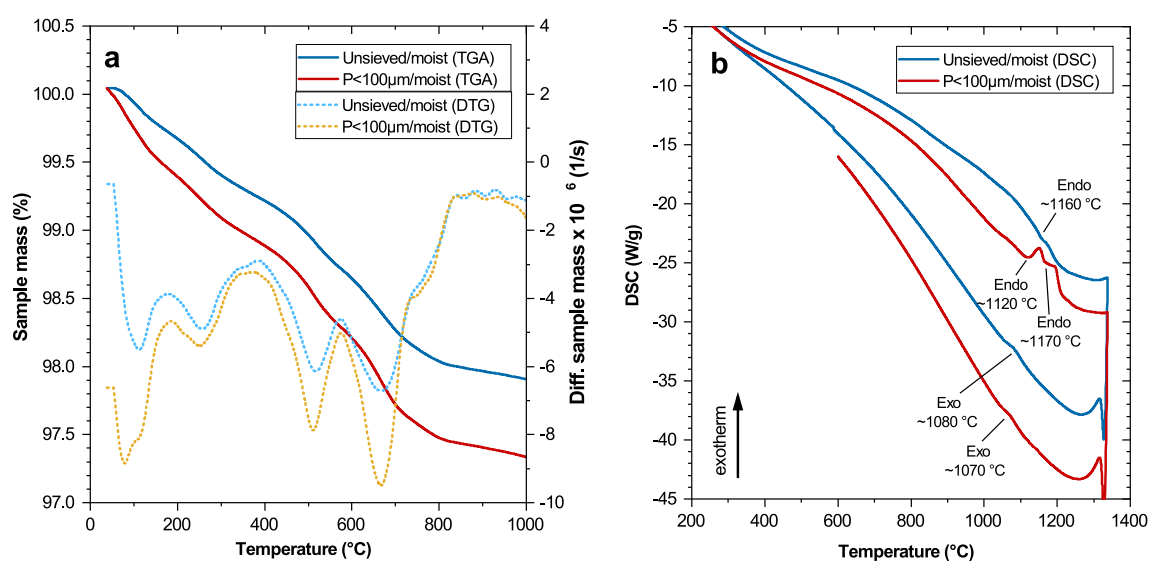 a
Unsieved/moist (TGA)
P<100µm/moist (TGA)
Unsieved/moist (DTG)
P<100µm/moist (DTG)
100.5
100.0
99.5
99.0
98.5
98.0
97.5
97.0
Sample mass (%)
4
2
0
-2
-4
-6
-8
-10
Diff. sample mass x 10 6 (1/s)
0
200
400
600
800
1000
Temperature (°C)
b
Unsieved/moist (DSC)
P<100µm/moist (DSC)
-5
-10
-15
-20
-25
-30
-35
-40
-45
DSC (W/g)
Endo
~1160 °C
Endo
~1120 °C
Endo
~1170 °C
Exo
~1080 °C
Exo
~1070 °C
exotherm
200
400
600
800
1000
1200
1400
Temperature (°C)